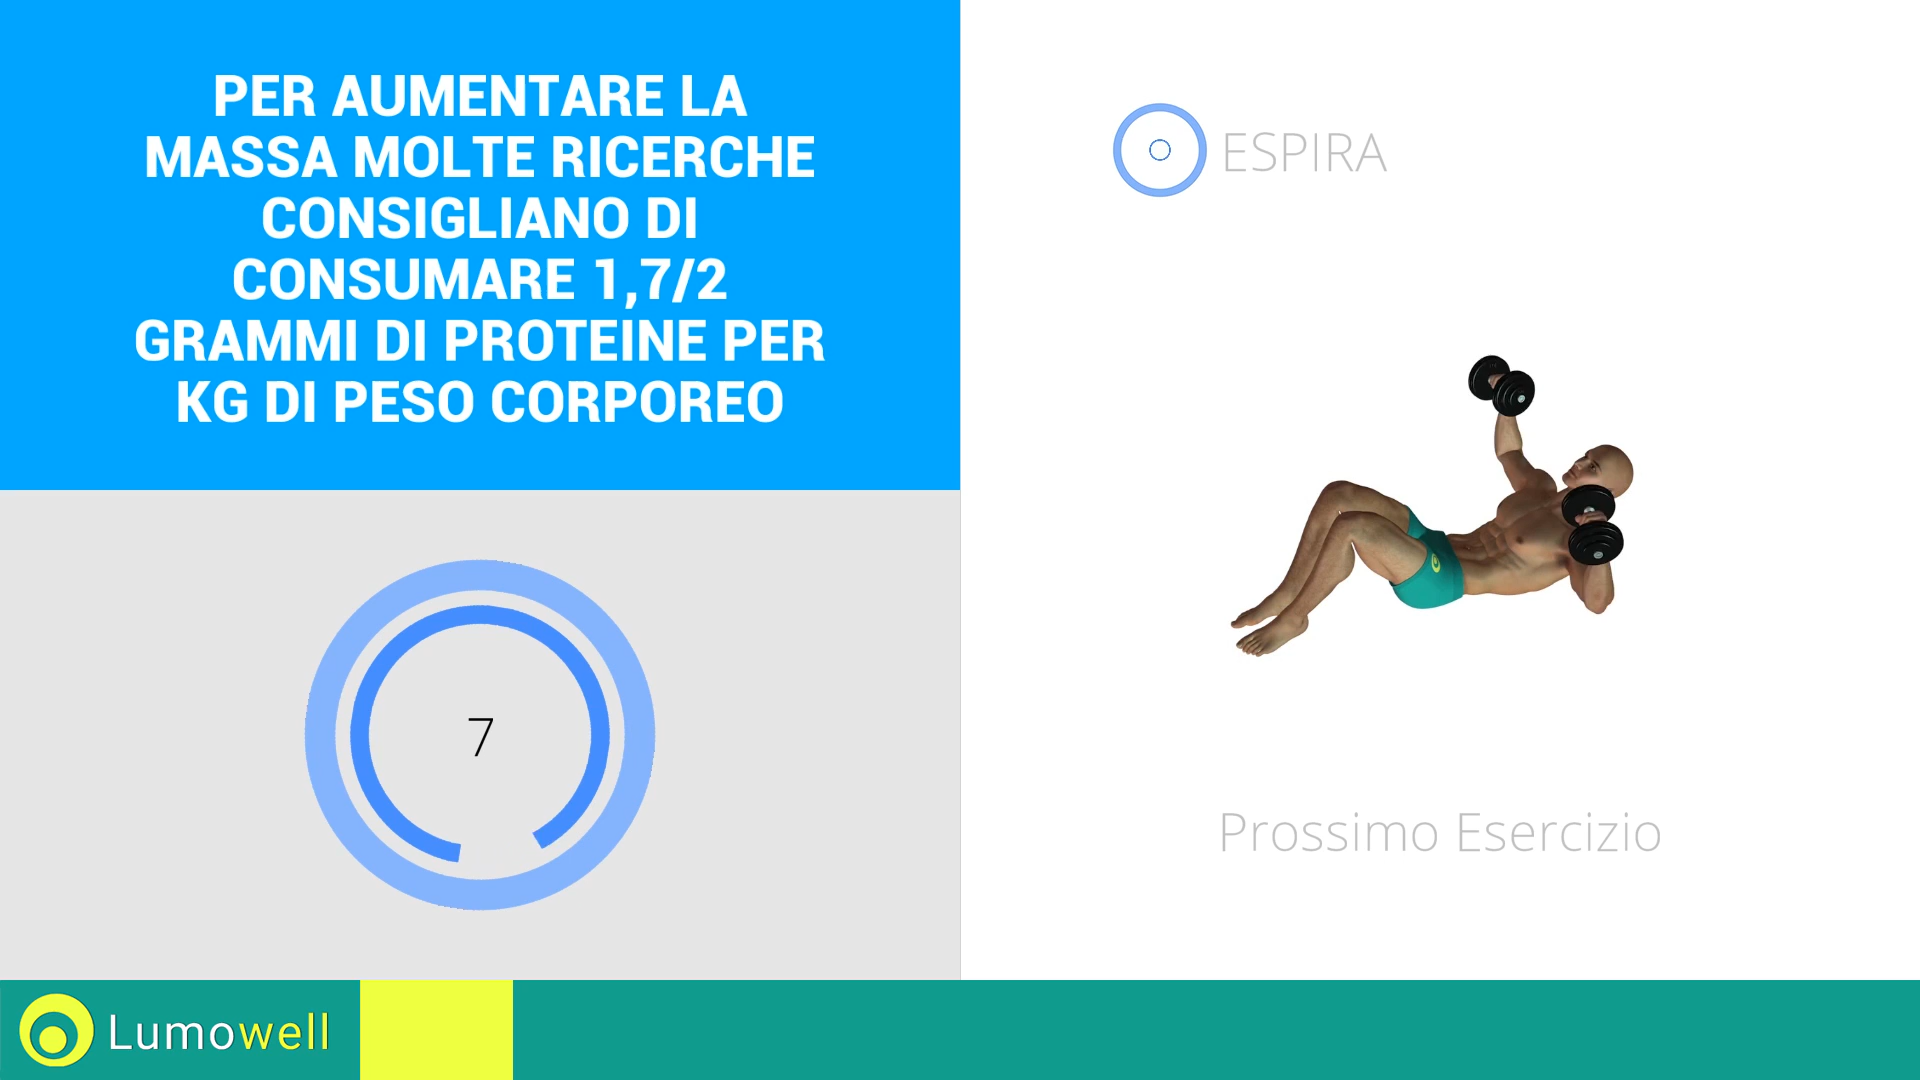 PER AUMENTARE LA
MASSA MOLTE RICERCHE
CONSIGLIANO DI
CONSUMARE 1,7/2
GRAMMI DI PROTEINE PER
KG DI PESO CORPOREO
7
ESPIRA
Prossimo Esercizio
Lumowell